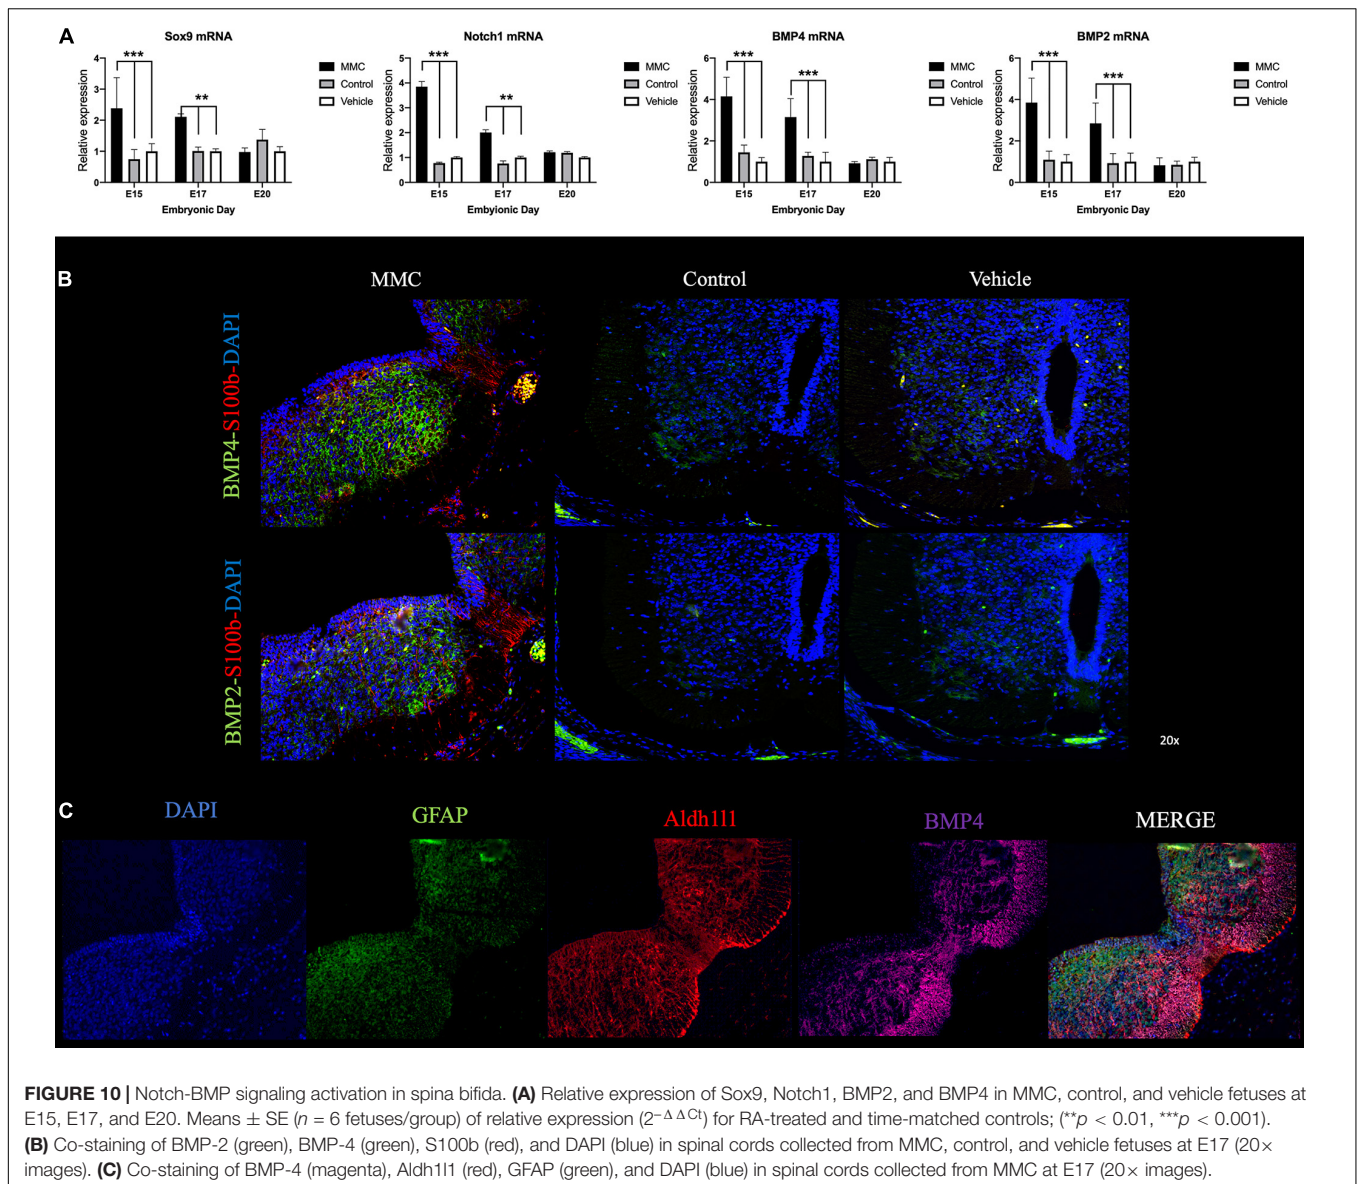 A
Sox9 mRNA
Relative expression
4
3
2
1
0
***
**
E15 E17 E20
Embryonic Day
MMC
Control
Vehicle
Notch1 mRNA
Relative expression
5
4
3
2
1
0
***
**
E15 E17 E20
Embyionic Day
MMC
Control
Vehicle
BMP4 mRNA
Relative expression
6
4
2
0
***
***
E15 E17 E20
Embryonic Day
MMC
Control
Vehicle
BMP2 mRNA
Relative expression
6
4
2
0
***
***
E15 E17 E20
Embryonic Day
MMC
Control
Vehicle
B
MMC Control Vehicle
BMP4-S100b-DAPI
BMP2-S100b-DAPI
20x
C
DAPI GFAP Aldh1l1 BMP4 MERGE
FIGURE 10 | Notch-BMP signaling activation in spina bifida. (A) Relative expression of Sox9, Notch1, BMP2, and BMP4 in MMC, control, and vehicle fetuses at
E15, E17, and E20. Means ± SE (n = 6 fetuses/group) of relative expression (2−ΔΔCt) for RA-treated and time-matched controls; (**p < 0.01, ***p < 0.001).
(B) Co-staining of BMP-2 (green), BMP-4 (green), S100b (red), and DAPI (blue) in spinal cords collected from MMC, control, and vehicle fetuses at E17 (20×
images). (C) Co-staining of BMP-4 (magenta), Aldh1l1 (red), GFAP (green), and DAPI (blue) in spinal cords collected from MMC at E17 (20× images).